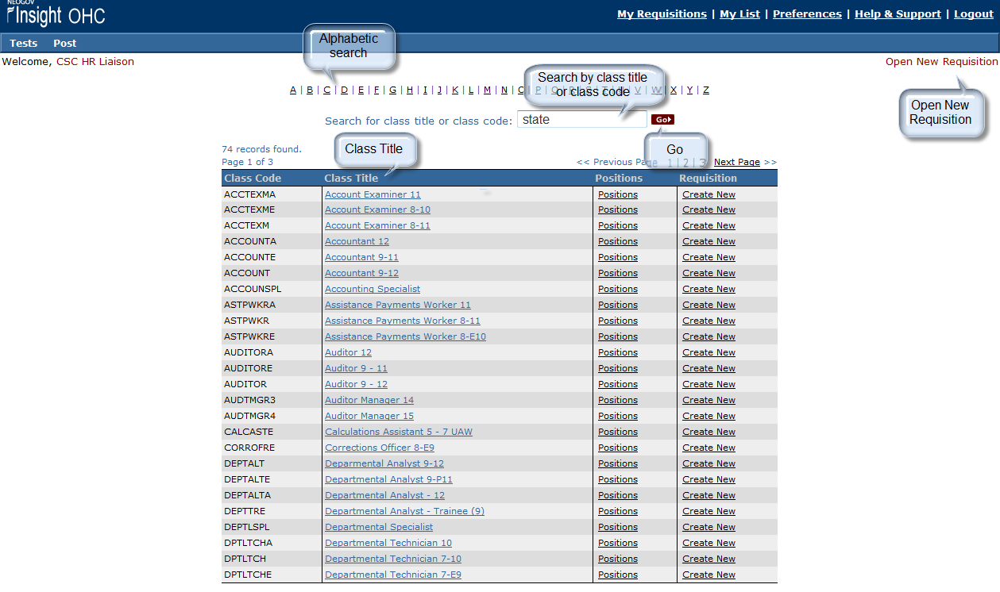 NEOGOV
Insight OHC
My Requisitions | My List | Preferences | Help & Support | Logout
Tests Post
Alphabetic
search
Welcome, CSC HR Liaison
Open New Requisition
Search by class title
or class code
A | B | C | D | E | F | G | H | I | J | K | L | M | N | O | P | Q | R | S | T | U | V | W | X | Y | Z
Open New
Requisition
Search for class title or class code: state Go
Class Title
Go
74 records found.
Page 1 of 3
<< Previous Page 1 | 2 | 3 Next Page >>
Class Code Class Title Positions Requisition
ACCTEXMA Account Examiner 11 Positions Create New
ACCTEXME Account Examiner 8-10 Positions Create New
ACCTEXM Account Examiner 8-11 Positions Create New
ACCOUNTA Accountant 12 Positions Create New
ACCOUNTE Accountant 9-11 Positions Create New
ACCOUNT Accountant 9-12 Positions Create New
ACCOUNSPL Accounting Specialist Positions Create New
ASTPWKRA Assistance Payments Worker 11 Positions Create New
ASTPWKR Assistance Payments Worker 8-11 Positions Create New
ASTPWKRE Assistance Payments Worker 8-E10 Positions Create New
AUDITORA Auditor 12 Positions Create New
AUDITORE Auditor 9 - 11 Positions Create New
AUDITOR Auditor 9 - 12 Positions Create New
AUDTMGR3 Auditor Manager 14 Positions Create New
AUDTMGR4 Auditor Manager 15 Positions Create New
CALCASTE Calculations Assistant 5 - 7 UAW Positions Create New
CORROFRE Corrections Officer 8-E9 Positions Create New
DEPTALT Deparmental Analyst 9-12 Positions Create New
DEPTALTE Departmental Analyst 9-P11 Positions Create New
DEPTALTA Departmental Analyst - 12 Positions Create New
DEPTTRE Departmental Analyst - Trainee (9) Positions Create New
DEPTLSPL Departmental Specialist Positions Create New
DPTLTCHA Departmental Technician 10 Positions Create New
DPTLTCH Departmental Technician 7-10 Positions Create New
DPTLTCHE Departmental Technician 7-E9 Positions Create New